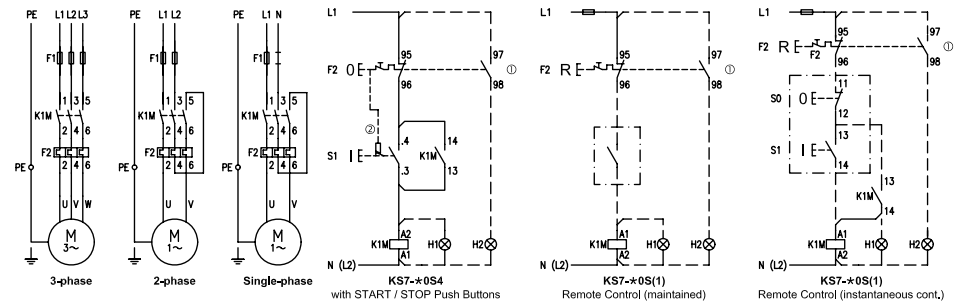 PE L1 L2 L3
F1
1 3 5
K1M
2 4 6
F2
2 4 6
PE
U V W
M
3~
3-phase
PE L1 L2
F1
1 3 5
K1M
2 4 6
F2
2 4 6
PE
U V
M
1~
2-phase
PE L1 N
F1
1 3 5
K1M
2 4 6
F2
2 4 6
PE
U V
M
1~
Single-phase
L1
95 97
F2 O ①
96 98
②
.4 14
S1 I K1M
.3 13
A2
K1M H1 H2
A1
N (L2)
KS7-*0S4
with START / STOP Push Buttons
L1
95 97
F2 R ①
96 98
A1
K1M H1 H2
A2
N (L2)
KS7-*0S(1)
Remote Control (maintained)
L1
95 97
F2 R ①
96 98
11
S0 O
12
13
S1 I
14
13
K1M
14
A1
K1M H1 H2
A2
N (L2)
KS7-*0S(1)
Remote Control (instantaneous cont.)